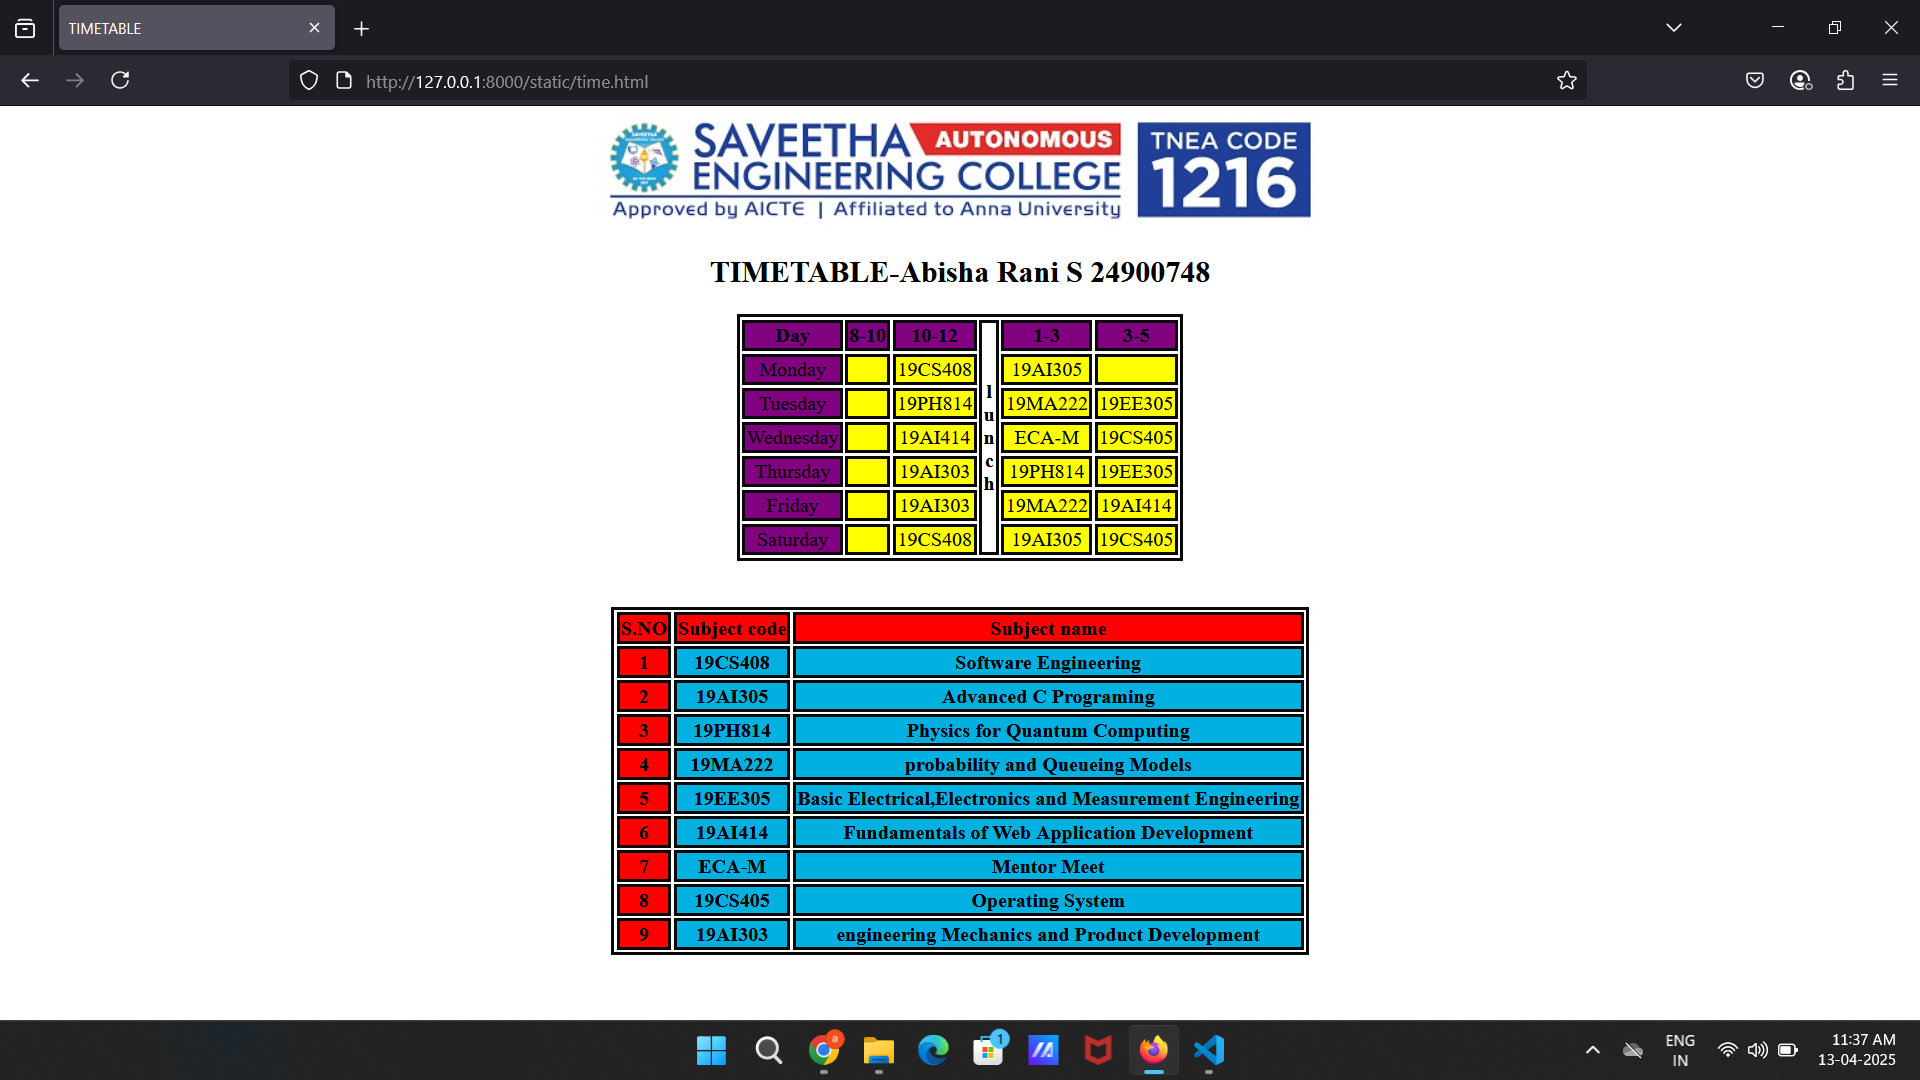 TIMETABLE
http://127.0.0.1:8000/static/time.html
SAVEETHA AUTONOMOUS
ENGINEERING COLLEGE
Approved by AICTE | Affiliated to Anna University
TNEA CODE
1216
TIMETABLE-Abisha Rani S 24900748
Day 8-10 10-12 lunch 1-3 3-5
Monday 19CS408 19AI305
Tuesday 19PH814 19MA222 19EE305
Wednesday 19AI414 ECA-M 19CS405
Thursday 19AI303 19PH814 19EE305
Friday 19AI303 19MA222 19AI414
Saturday 19CS408 19AI305 19CS405
S.NO Subject code Subject name
1 19CS408 Software Engineering
2 19AI305 Advanced C Programing
3 19PH814 Physics for Quantum Computing
4 19MA222 probability and Queueing Models
5 19EE305 Basic Electrical,Electronics and Measurement Engineering
6 19AI414 Fundamentals of Web Application Development
7 ECA-M Mentor Meet
8 19CS405 Operating System
9 19AI303 engineering Mechanics and Product Development
a
1
ENG
IN
11:37 AM
13-04-2025